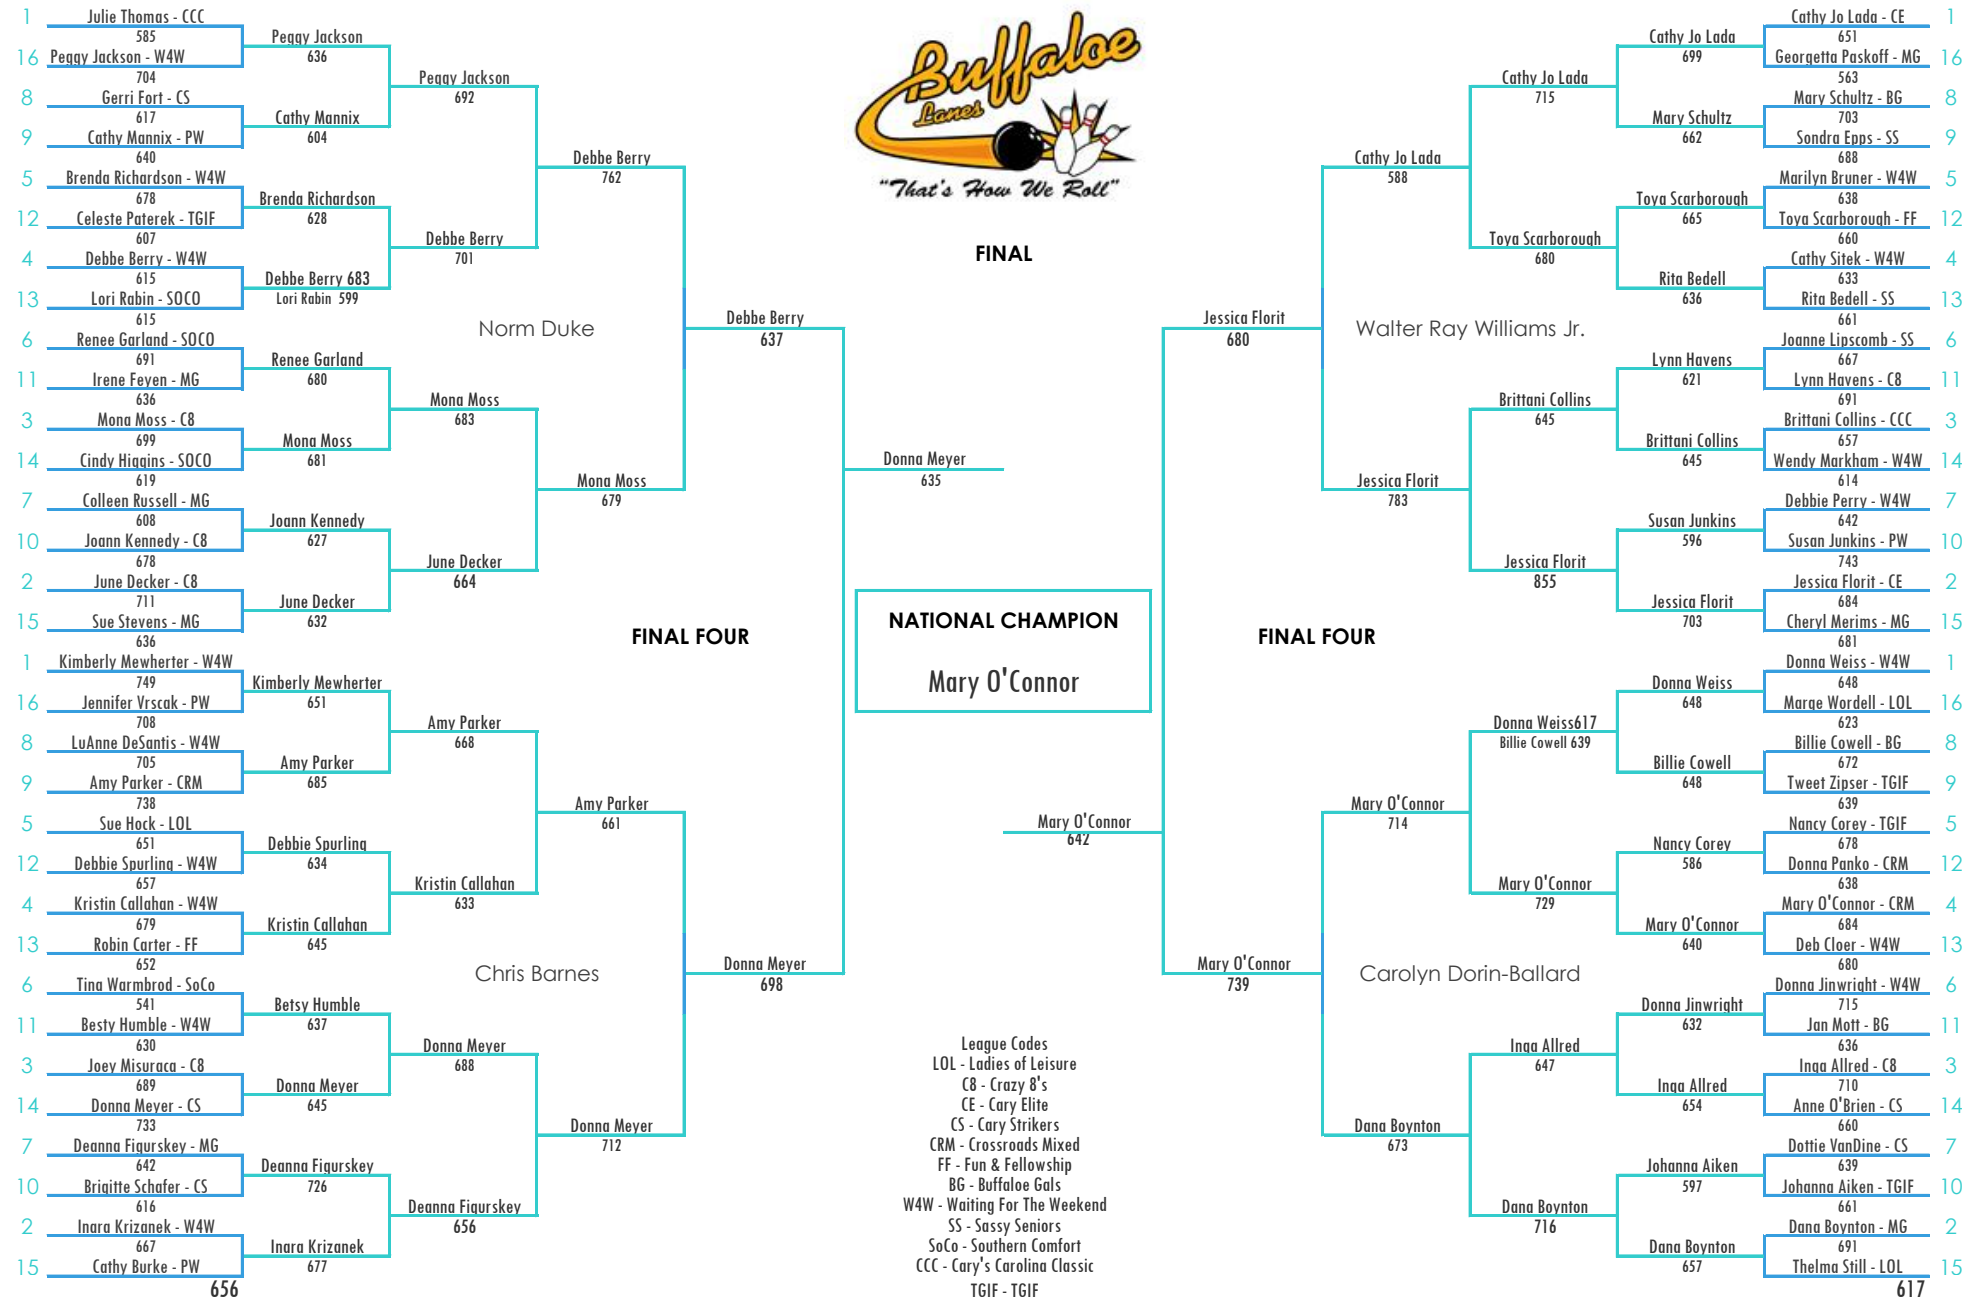 1 Julie Thomas - CCC
585
16 Peggy Jackson - W4W
704
8 Gerri Fort - CS
617
9 Cathy Mannix - PW
640
5 Brenda Richardson - W4W
678
12 Celeste Paterek - TGIF
607
4 Debbe Berry - W4W
615
13 Lori Rabin - SOCO
615
6 Renee Garland - SOCO
691
11 Irene Feyen - MG
636
3 Mona Moss - C8
699
14 Cindy Higgins - SOCO
619
7 Colleen Russell - MG
608
10 Joann Kennedy - C8
678
2 June Decker - C8
711
15 Sue Stevens - MG
636
1 Kimberly Mewherter - W4W
749
16 Jennifer Vrscak - PW
708
8 LuAnne DeSantis - W4W
705
9 Amy Parker - CRM
738
5 Sue Hock - LOL
651
12 Debbie Spurling - W4W
657
4 Kristin Callahan - W4W
679
13 Robin Carter - FF
652
6 Tina Warmbrod - SoCo
541
11 Besty Humble - W4W
630
3 Joey Misuraca - C8
689
14 Donna Meyer - CS
733
7 Deanna Figurskey - MG
642
10 Brigitte Schafer - CS
616
2 Inara Krizanek - W4W
667
15 Cathy Burke - PW
656
Peggy Jackson
636
Cathy Mannix
604
Brenda Richardson
628
Debbe Berry 683
Lori Rabin 599
Renee Garland
680
Mona Moss
681
Joann Kennedy
627
June Decker
632
Kimberly Mewherter
651
Amy Parker
685
Debbie Spurling
634
Kristin Callahan
645
Betsy Humble
637
Donna Meyer
645
Deanna Figurskey
726
Inara Krizanek
677
Peggy Jackson
692
Debbe Berry
701
Mona Moss
683
June Decker
664
Amy Parker
668
Kristin Callahan
633
Donna Meyer
688
Deanna Figurskey
656
Debbe Berry
762
Norm Duke
Mona Moss
679
FINAL FOUR
Amy Parker
661
Chris Barnes
Donna Meyer
712
Debbe Berry
637
Donna Meyer
698
Donna Meyer
635
Buffaloe
Lanes
"That's How We Roll"
FINAL
NATIONAL CHAMPION
Mary O'Connor
Mary O'Connor
642
League Codes
LOL - Ladies of Leisure
C8 - Crazy 8's
CE - Cary Elite
CS - Cary Strikers
CRM - Crossroads Mixed
FF - Fun & Fellowship
BG - Buffaloe Gals
W4W - Waiting For The Weekend
SS - Sassy Seniors
SoCo - Southern Comfort
CCC - Cary's Carolina Classic
TGIF - TGIF
Jessica Florit
680
Mary O'Connor
739
Cathy Jo Lada
588
Walter Ray Williams Jr.
Jessica Florit
783
FINAL FOUR
Mary O'Connor
714
Carolyn Dorin-Ballard
Dana Boynton
673
Cathy Jo Lada
715
Toya Scarborough
680
Brittani Collins
645
Jessica Florit
855
Donna Weiss617
Billie Cowell 639
Mary O'Connor
729
Inga Allred
647
Dana Boynton
716
Cathy Jo Lada
699
Mary Schultz
662
Toya Scarborough
665
Rita Bedell
636
Lynn Havens
621
Brittani Collins
645
Susan Junkins
596
Jessica Florit
703
Donna Weiss
648
Billie Cowell
648
Nancy Corey
586
Mary O'Connor
640
Donna Jinwright
632
Inga Allred
654
Johanna Aiken
597
Dana Boynton
657
Cathy Jo Lada - CE 1
651
Georgetta Paskoff - MG 16
563
Mary Schultz - BG 8
703
Sondra Epps - SS 9
688
Marilyn Bruner - W4W 5
638
Toya Scarborough - FF 12
660
Cathy Sitek - W4W 4
633
Rita Bedell - SS 13
661
Joanne Lipscomb - SS 6
667
Lynn Havens - C8 11
691
Brittani Collins - CCC 3
657
Wendy Markham - W4W 14
614
Debbie Perry - W4W 7
642
Susan Junkins - PW 10
743
Jessica Florit - CE 2
684
Cheryl Merims - MG 15
681
Donna Weiss - W4W 1
648
Marge Wordell - LOL 16
623
Billie Cowell - BG 8
672
Tweet Zipser - TGIF 9
639
Nancy Corey - TGIF 5
678
Donna Panko - CRM 12
638
Mary O'Connor - CRM 4
684
Deb Cloer - W4W 13
680
Donna Jinwright - W4W 6
715
Jan Mott - BG 11
636
Inga Allred - C8 3
710
Anne O'Brien - CS 14
660
Dottie VanDine - CS 7
639
Johanna Aiken - TGIF 10
661
Dana Boynton - MG 2
691
Thelma Still - LOL 15
617